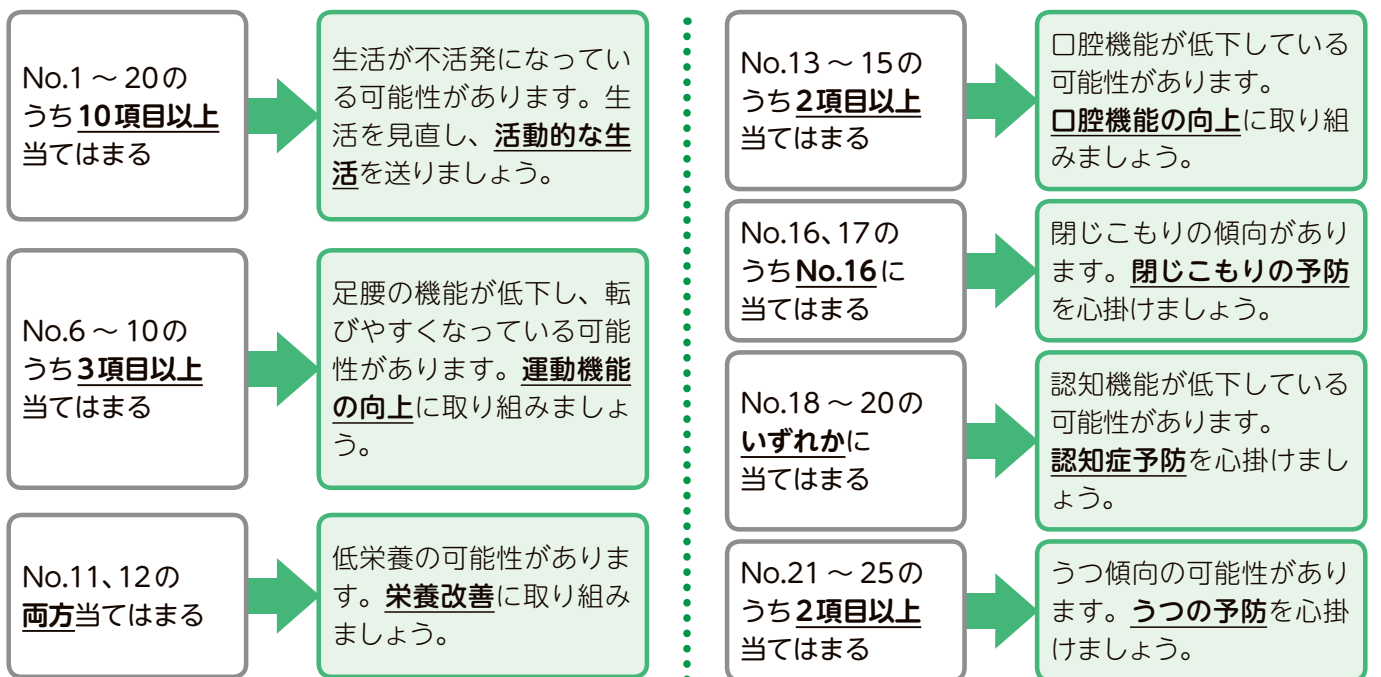 No.1 ～ 20の
うち10項目以上
当てはまる
生活が不活発になってい
る可能性があります。生
活を見直し、活動的な生
活を送りましょう。
No.6 ～ 10の
うち3項目以上
当てはまる
足腰の機能が低下し、転
びやすくなっている可能
性があります。運動機能
の向上に取り組みましょ
う。
No.11、12の
両方当てはまる
低栄養の可能性がありま
す。栄養改善に取り組み
ましょう。
No.13 ～ 15の
うち2項目以上
当てはまる
口腔機能が低下している
可能性があります。
口腔機能の向上に取り組
みましょう。
No.16、17の
うちNo.16に
当てはまる
閉じこもりの傾向があり
ます。閉じこもりの予防
を心掛けましょう。
No.18 ～ 20の
いずれかに
当てはまる
認知機能が低下している
可能性があります。
認知症予防を心掛けまし
ょう。
No.21 ～ 25の
うち2項目以上
当てはまる
うつ傾向の可能性があり
ます。うつの予防を心掛
けましょう。